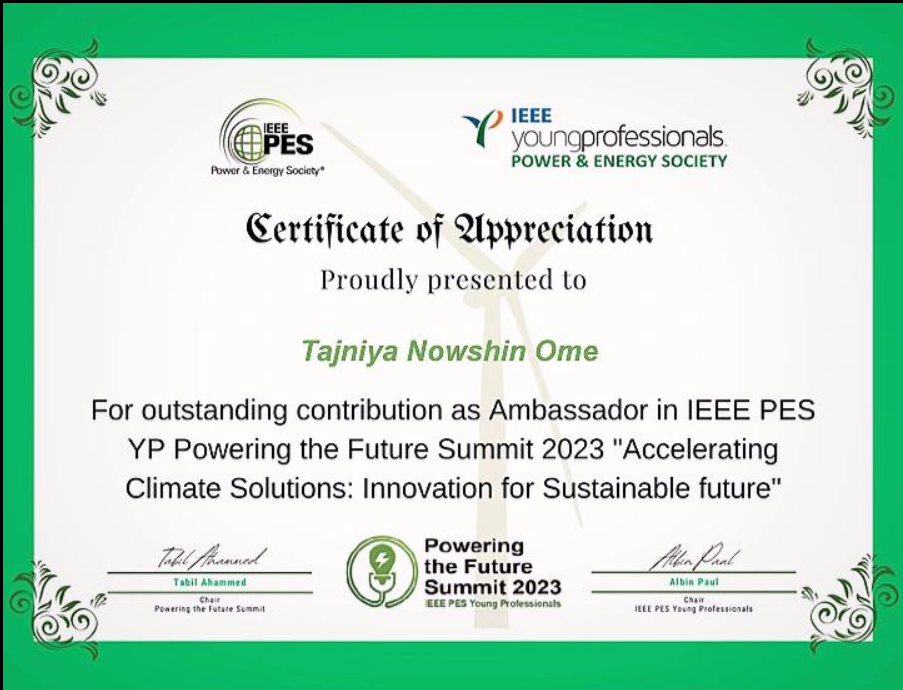 IEEE
PES
Power & Energy Society®
IEEE
youngprofessionals
POWER & ENERGY SOCIETY
Certificate of Appreciation
Proudly presented to
Tajniya Nowshin Ome
For outstanding contribution as Ambassador in IEEE PES
YP Powering the Future Summit 2023 "Accelerating
Climate Solutions: Innovation for Sustainable future"
Tabil Ahammed
Tabil Ahammed
Chair
Powering the Future Summit
Powering
the Future
Summit 2023
IEEE PES Young Professionals
Albin Paul
Albin Paul
Chair
IEEE PES Young Professionals